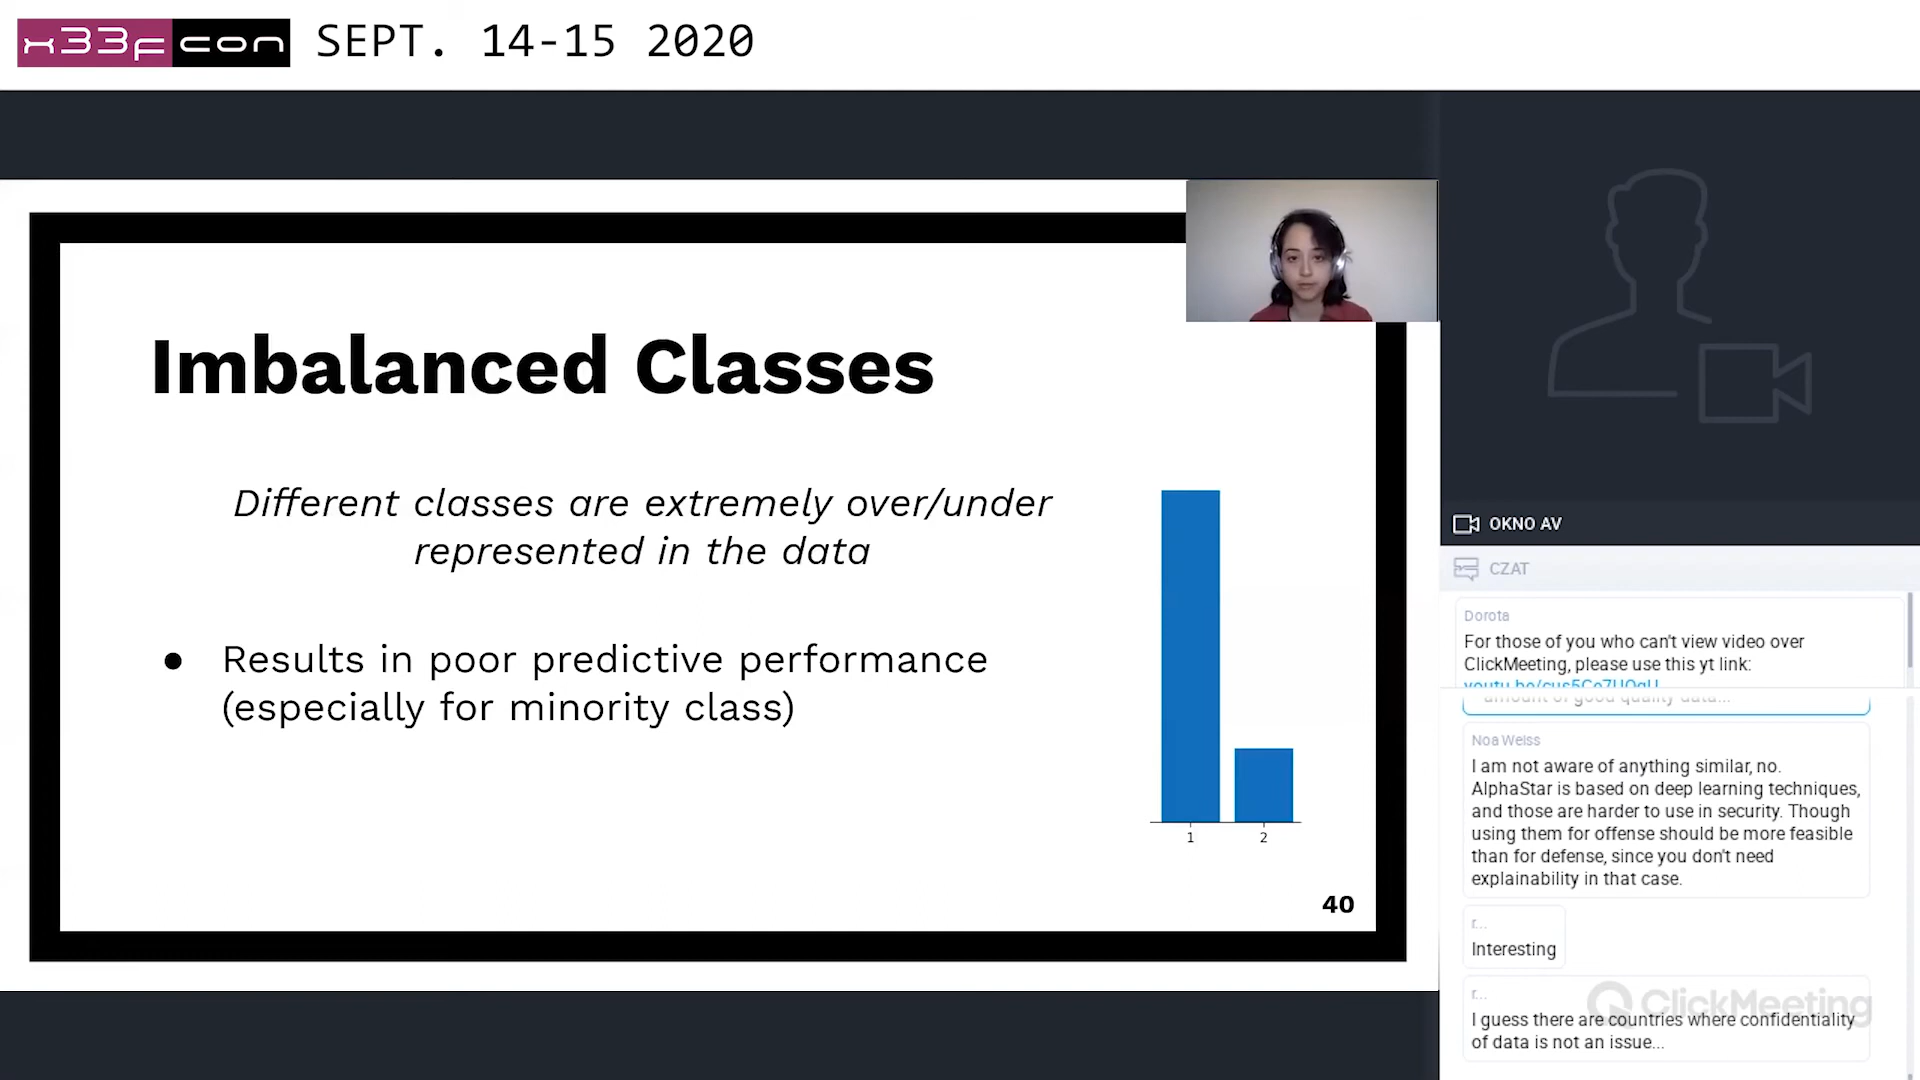 x33fcon SEPT. 14-15 2020
Imbalanced Classes
Different classes are extremely over/under
represented in the data
● Results in poor predictive performance
(especially for minority class)
1 2
40
OKNO AV
CZAT
Dorota
For those of you who can't view video over
ClickMeeting, please use this yt link:
amount of good quality data...
Noa Weiss
I am not aware of anything similar, no.
AlphaStar is based on deep learning techniques,
and those are harder to use in security. Though
using them for offense should be more feasible
than for defense, since you don't need
explainability in that case.
r...
Interesting
r...
I guess there are countries where confidentiality
of data is not an issue...
ClickMeeting